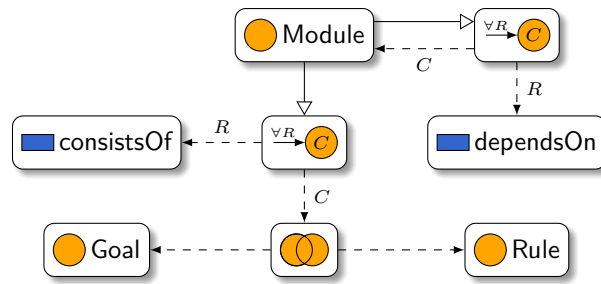 Module
∀R
C
C
R
consistsOf
R
∀R
C
dependsOn
C
Goal
Rule